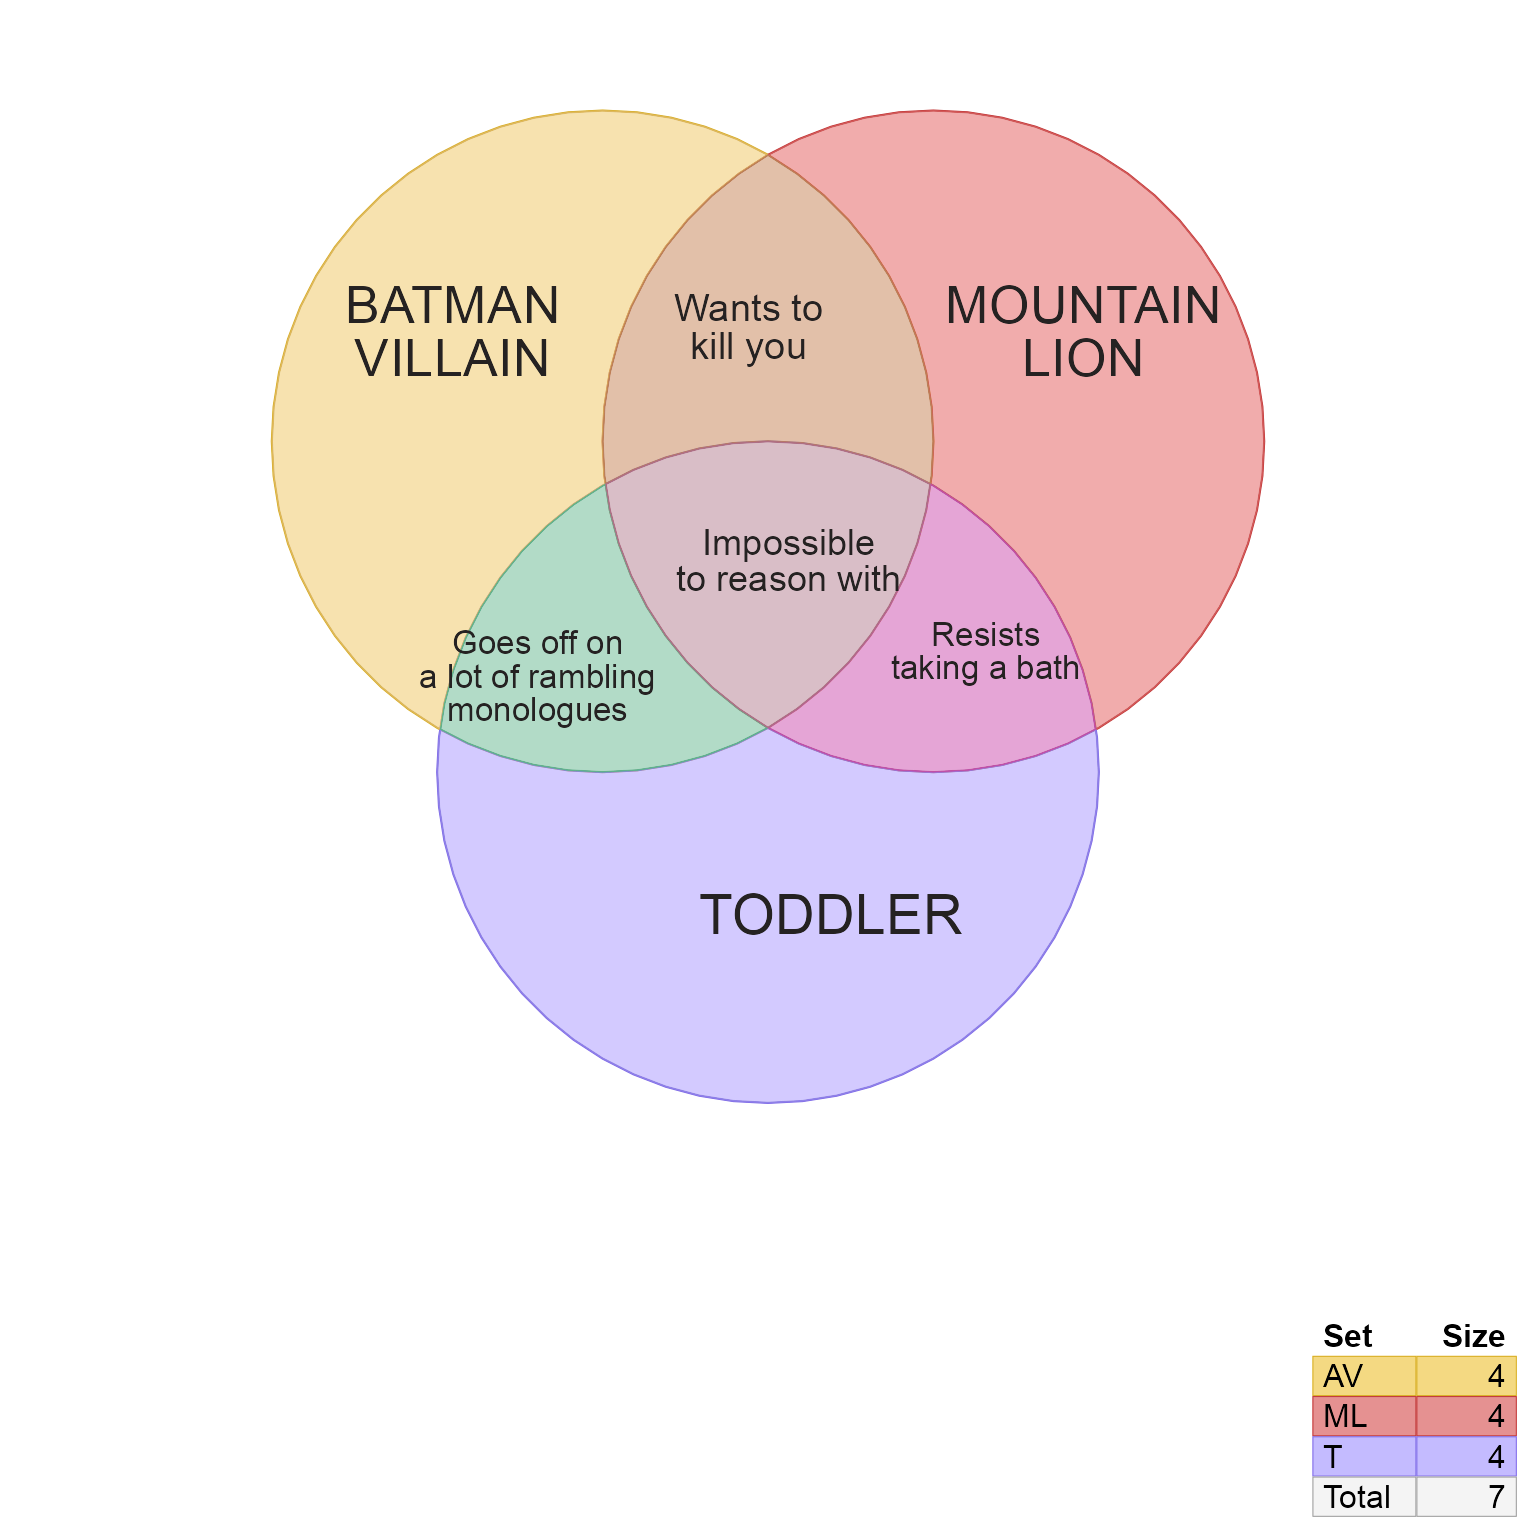 BATMAN
VILLAIN
Wants to
kill you
MOUNTAIN
LION
Impossible
to reason with
Goes off on
a lot of rambling
monologues
Resists
taking a bath
TODDLER
Set Size
AV 4
ML 4
T 4
Total 7